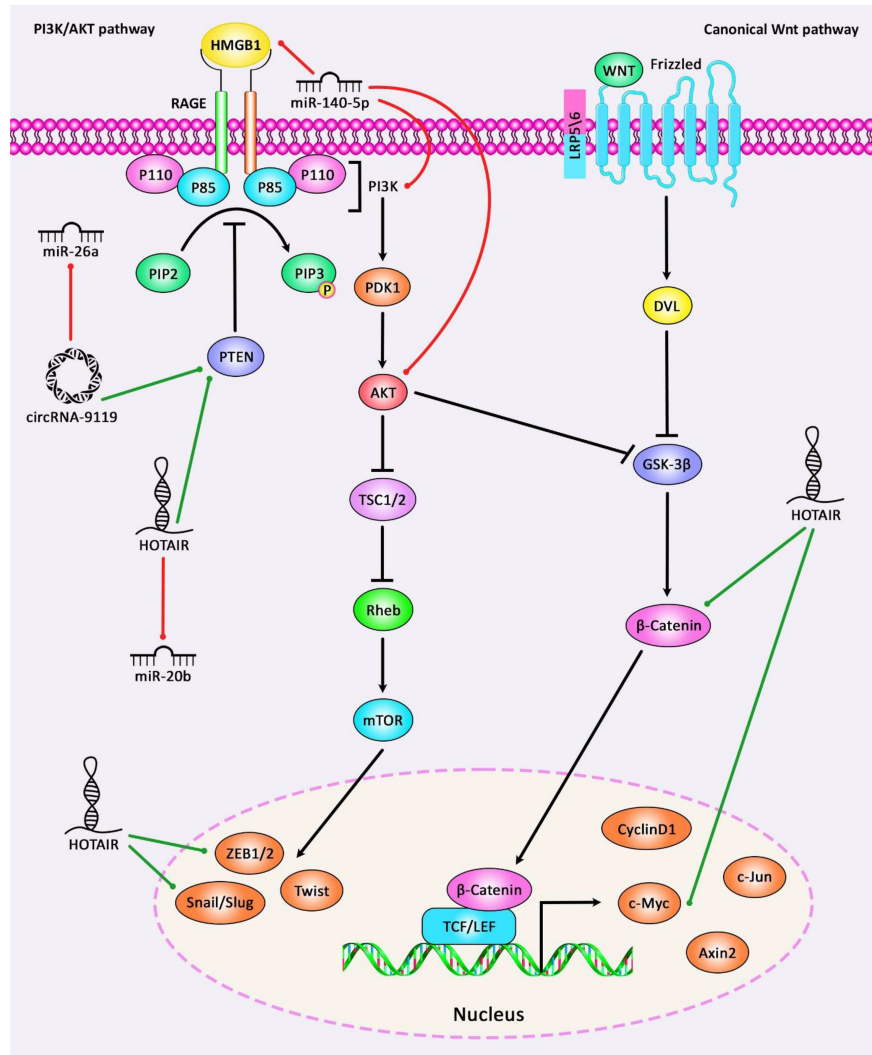 PI3K/AKT pathway
Canonical Wnt pathway
HMGB1
WNT
Frizzled
RAGE
miR-140-5p
LRP5\6
P110
P85
P85
P110
PI3K
miR-26a
PIP2
PIP3
P
PDK1
DVL
PTEN
circRNA-9119
AKT
GSK-3β
TSC1/2
HOTAIR
HOTAIR
Rheb
β-Catenin
miR-20b
mTOR
HOTAIR
ZEB1/2
CyclinD1
Snail/Slug
Twist
β-Catenin
c-Myc
c-Jun
TCF/LEF
Axin2
Nucleus